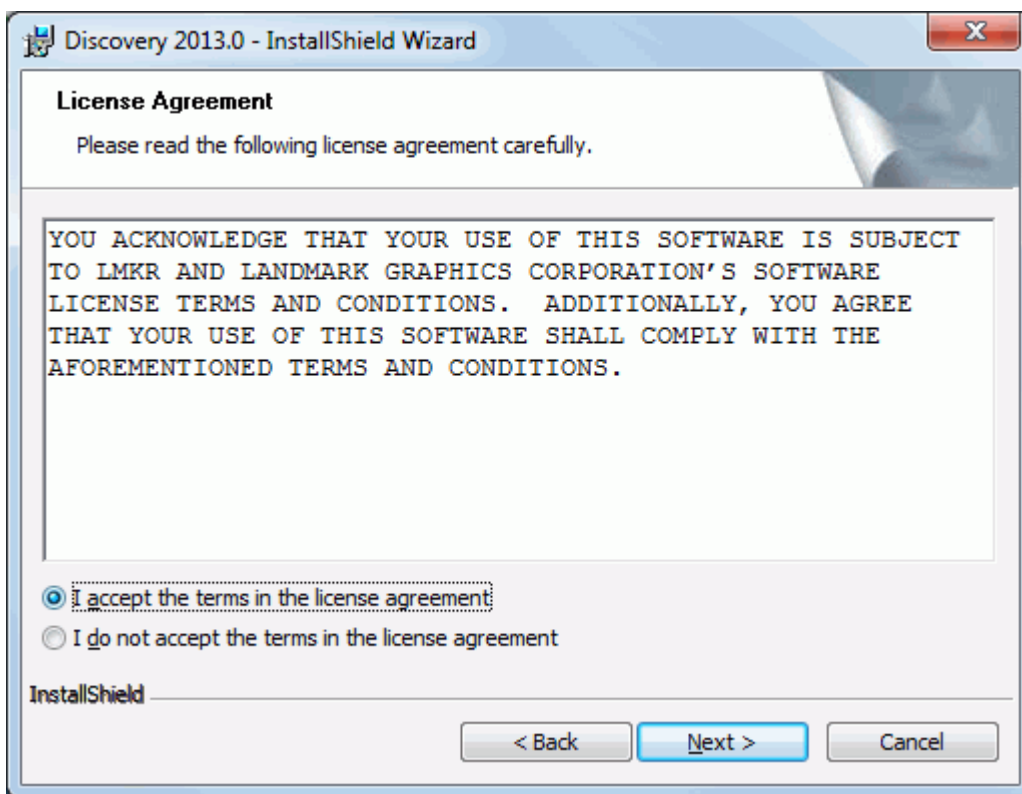 Discovery 2013.0 - InstallShield Wizard
License Agreement
Please read the following license agreement carefully.
YOU ACKNOWLEDGE THAT YOUR USE OF THIS SOFTWARE IS SUBJECT
TO LMKR AND LANDMARK GRAPHICS CORPORATION’S SOFTWARE
LICENSE TERMS AND CONDITIONS.  ADDITIONALLY, YOU AGREE
THAT YOUR USE OF THIS SOFTWARE SHALL COMPLY WITH THE
AFOREMENTIONED TERMS AND CONDITIONS.
I accept the terms in the license agreement
I do not accept the terms in the license agreement
InstallShield
< Back Next > Cancel